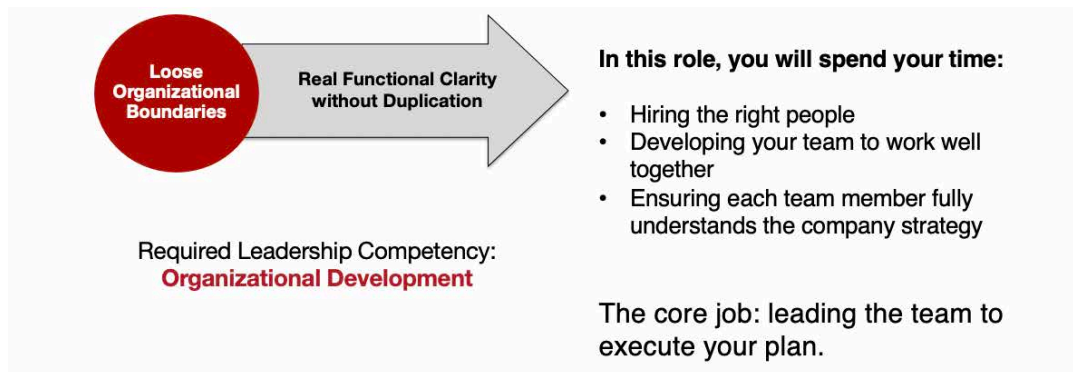 Loose
Organizational
Boundaries
Real Functional Clarity
without Duplication
Required Leadership Competency:
Organizational Development
In this role, you will spend your time:
• Hiring the right people
• Developing your team to work well
together
• Ensuring each team member fully
understands the company strategy
The core job: leading the team to
execute your plan.